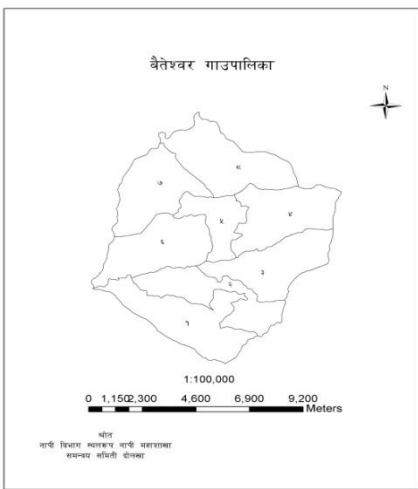 बैतेश्वर गाउपालिका
N
८
७
५
४
६
३
२
१
1:100,000
0 1,150 2,300 4,600 6,900 9,200
Meters
श्रोत
नापी विभाग स्थलरूप नापी महाशाखा
समन्वय समिती दोलखा